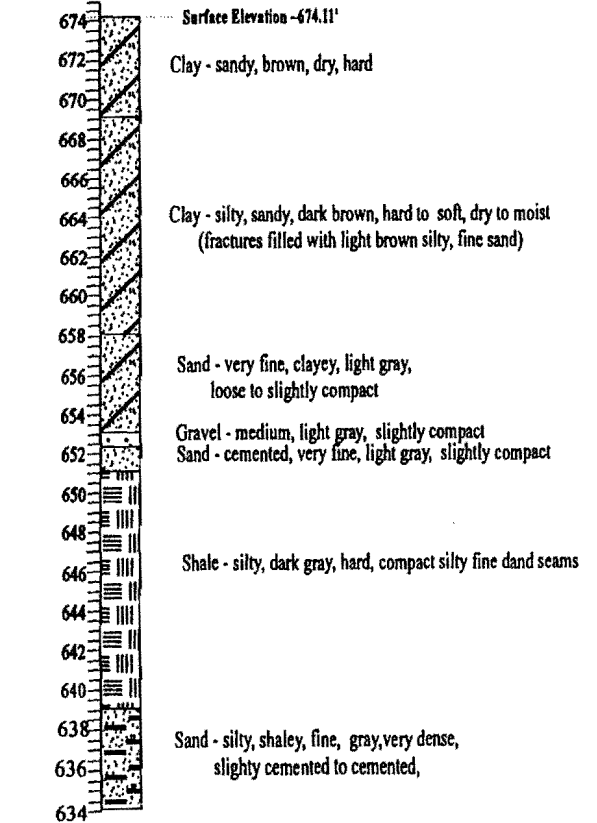 674
Surface Elevation -674.11'
672
Clay - sandy, brown, dry, hard
670
668
666
664
Clay - silty, sandy, dark brown, hard to soft, dry to moist
(fractures filled with light brown silty, fine sand)
662
660
658
Sand - very fine, clayey, light gray,
656
loose to slightly compact
654
Gravel - medium, light gray, slightly compact
652
Sand - cemented, very fine, light gray, slightly compact
650
648
Shale - silty, dark gray, hard, compact silty fine dand seams
646
644
642
640
638
Sand - silty, shaley, fine, gray,very dense,
636
slighty cemented to cemented,
634